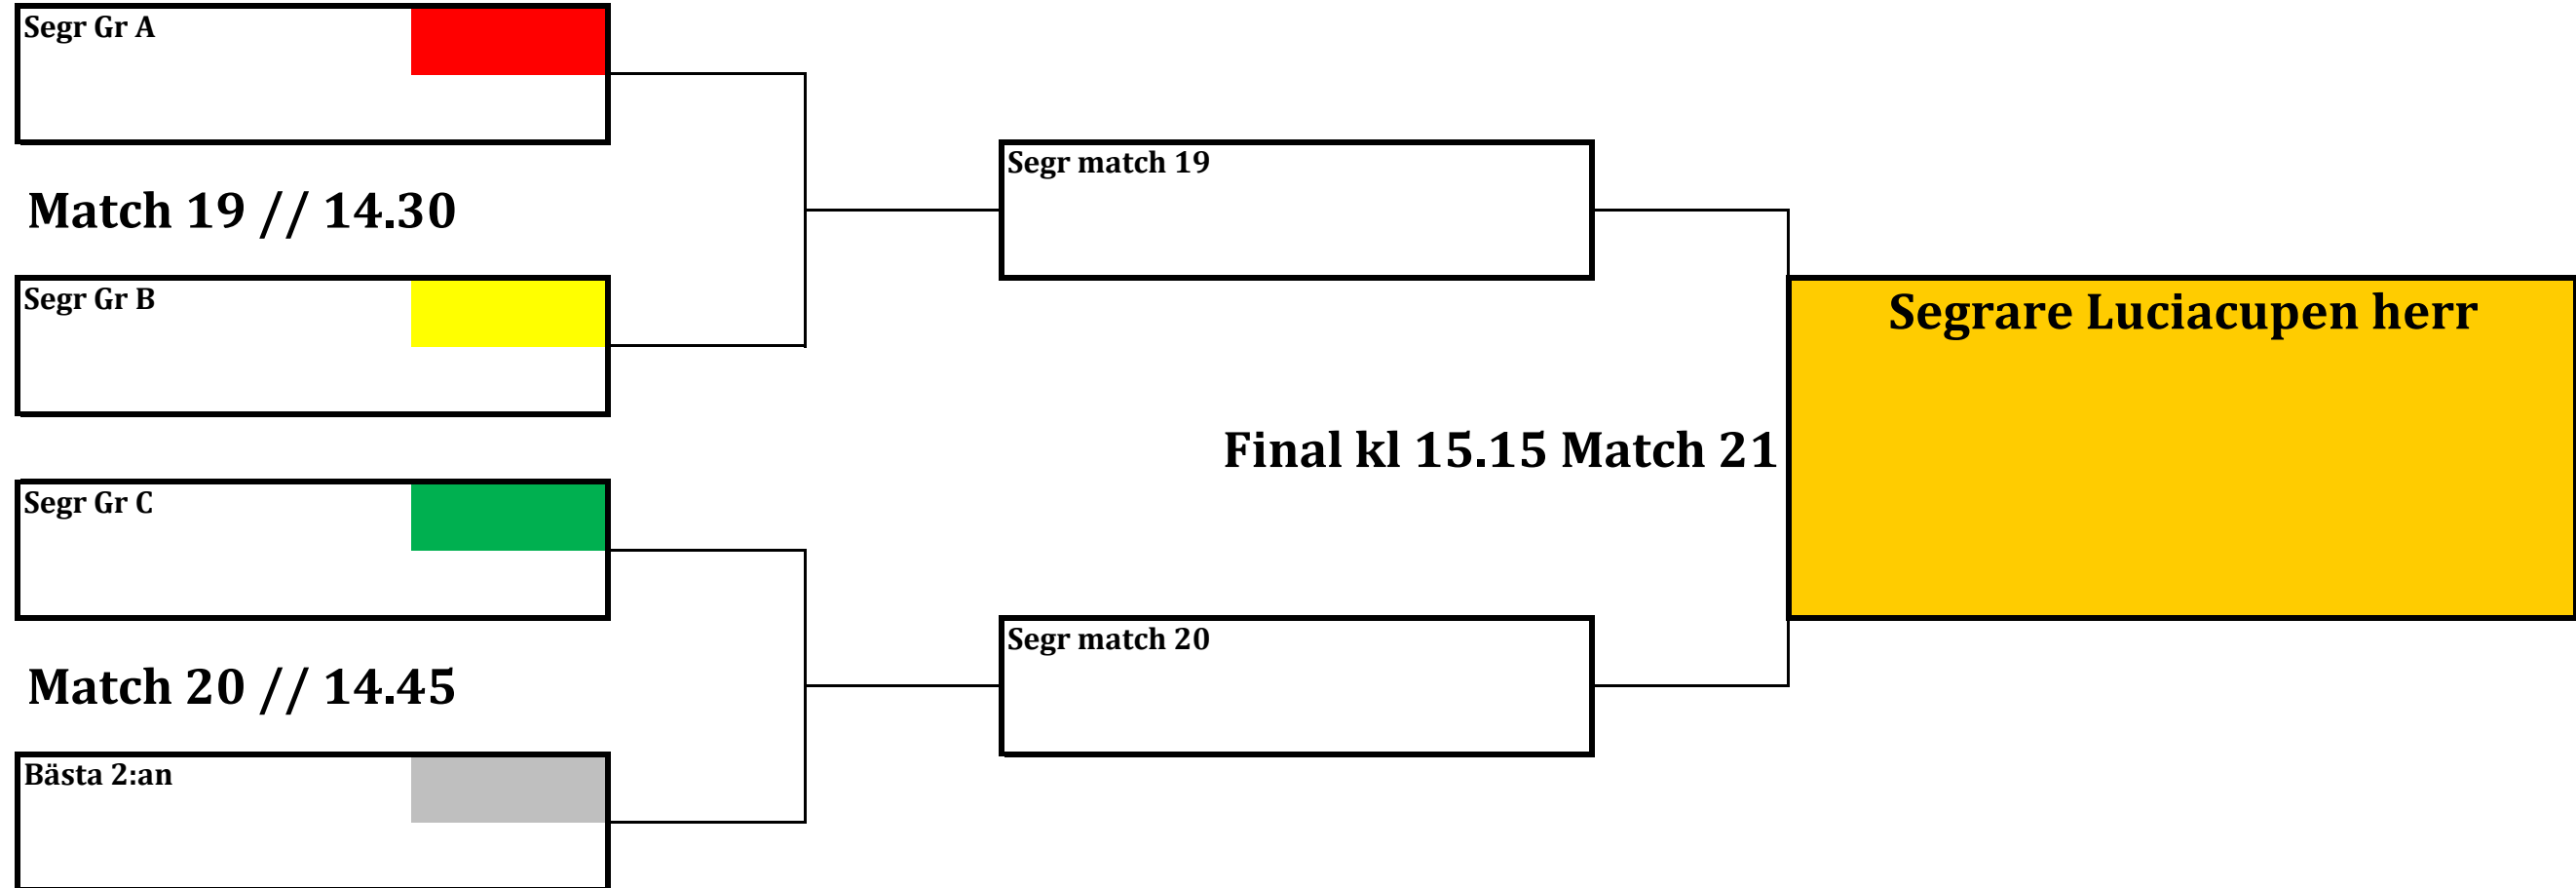 Segr Gr A
Match 19 // 14.30
Segr Gr B
Segr Gr C
Match 20 // 14.45
Bästa 2:an
Segr match 19
Final kl 15.15 Match 21
Segr match 20
Segrare Luciacupen herr